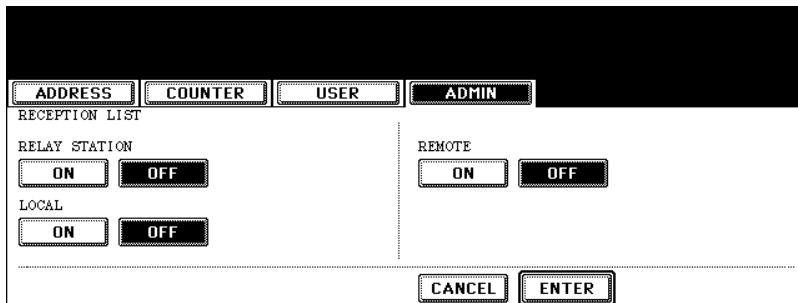 ADDRESS COUNTER USER ADMIN
RECEPTION LIST
RELAY STATION
ON OFF
LOCAL
ON OFF
REMOTE
ON OFF
CANCEL ENTER